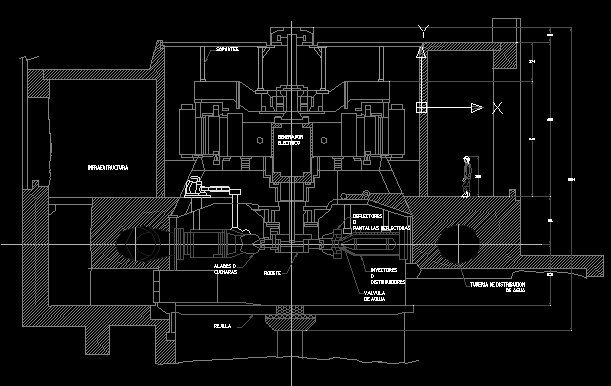 SOPORTES
Y
X
GENERADOR
ELECTRICO
INFRAESTRUCTURA
DEFLECTORES
O
PANTALLAS DEFLECTORAS
ALABES O
CUCHARAS
RODETE
INYECTORES
O
DISTRIBUIDORES
VALVULA
DE AGUA
TUBERIA DE DISTRIBUCION
DE AGUA
REJILLA